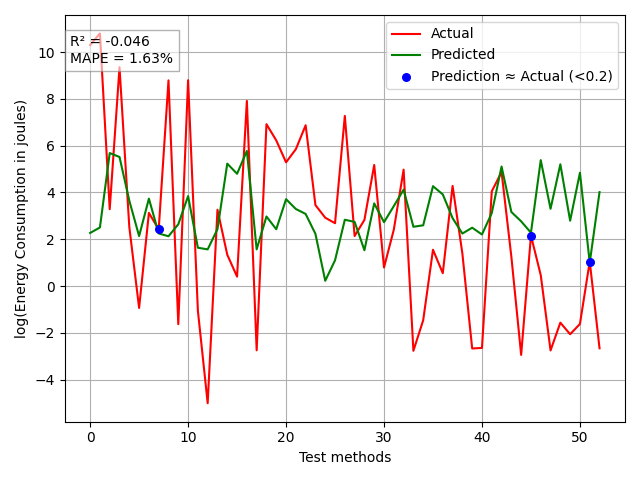 R² = -0.046
MAPE = 1.63%
Actual
Predicted
Prediction ≈ Actual (<0.2)
log(Energy Consumption in joules)
10
8
6
4
2
0
−2
−4
0
10
20
30
40
50
Test methods